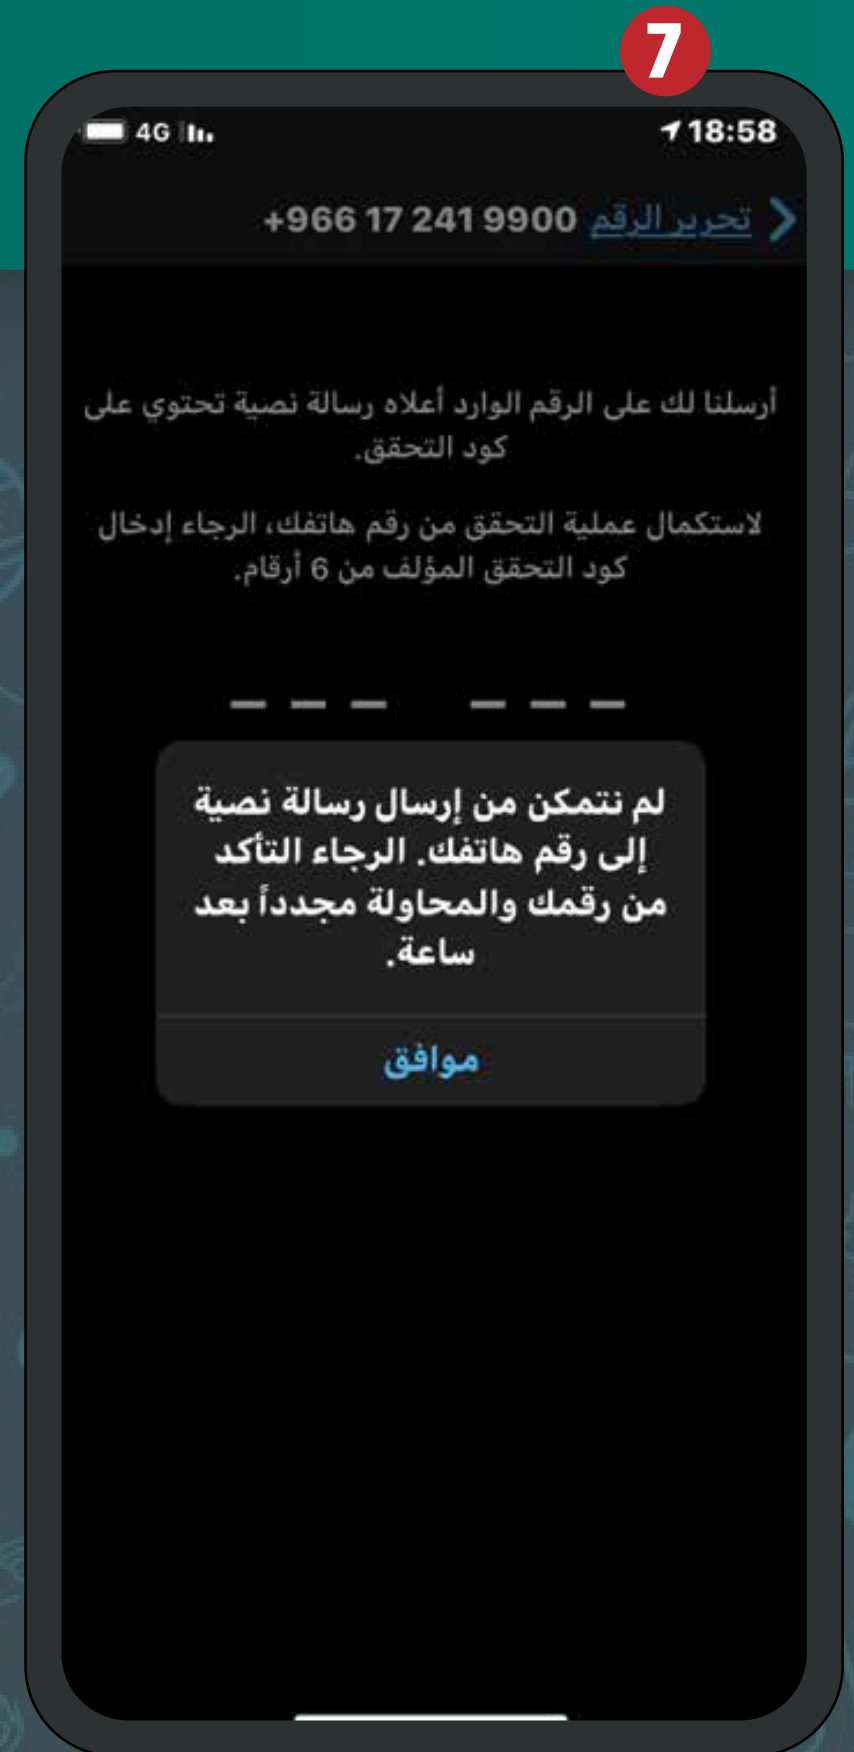 7
4G
18:58
تحرير الرقم +966 17 241 9900
أرسلنا لك على الرقم الوارد أعلاه رسالة نصية تحتوي على
كود التحقق.
لاستكمال عملية التحقق من رقم هاتفك، الرجاء إدخال
كود التحقق المؤلف من 6 أرقام.
لم نتمكن من إرسال رسالة نصية
إلى رقم هاتفك. الرجاء التأكد
من رقمك والمحاولة مجدداً بعد
ساعة.
موافق